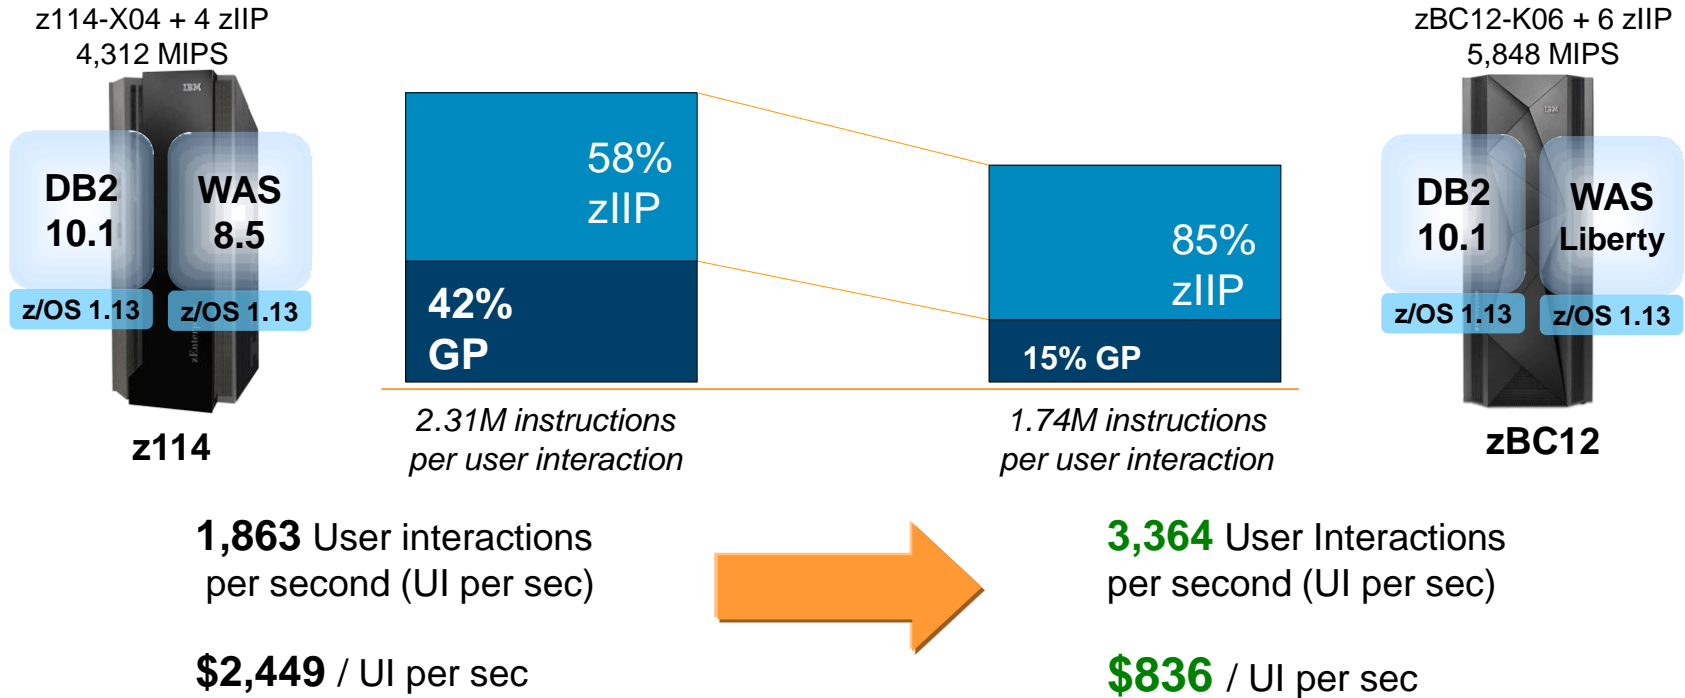 z114-X04 + 4 zIIP
4,312 MIPS
IBM
DB2
10.1
WAS
8.5
z/OS 1.13
z/OS 1.13
z114
58%
zIIP
42%
GP
2.31M instructions
per user interaction
85%
zIIP
15% GP
1.74M instructions
per user interaction
zBC12-K06 + 6 zIIP
5,848 MIPS
IBM
DB2
10.1
WAS
Liberty
z/OS 1.13
z/OS 1.13
zBC12
1,863 User interactions
per second (UI per sec)
$2,449 / UI per sec
3,364 User Interactions
per second (UI per sec)
$836 / UI per sec